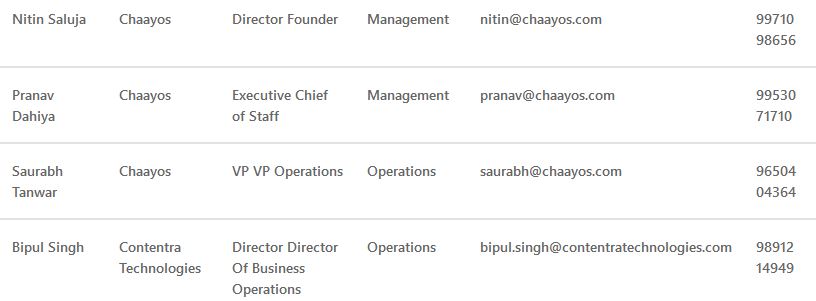 Nitin Saluja Chaayos Director Founder Management nitin@chaayos.com 99710
98656
Pranav Chaayos Executive Chief Management pranav@chaayos.com 99530
Dahiya of Staff 71710
Saurabh Chaayos VP VP Operations Operations saurabh@chaayos.com 96504
Tanwar 04364
Bipul Singh Contentra Director Director Operations bipul.singh@contentratechnologies.com 98912
Technologies Of Business 14949
Operations